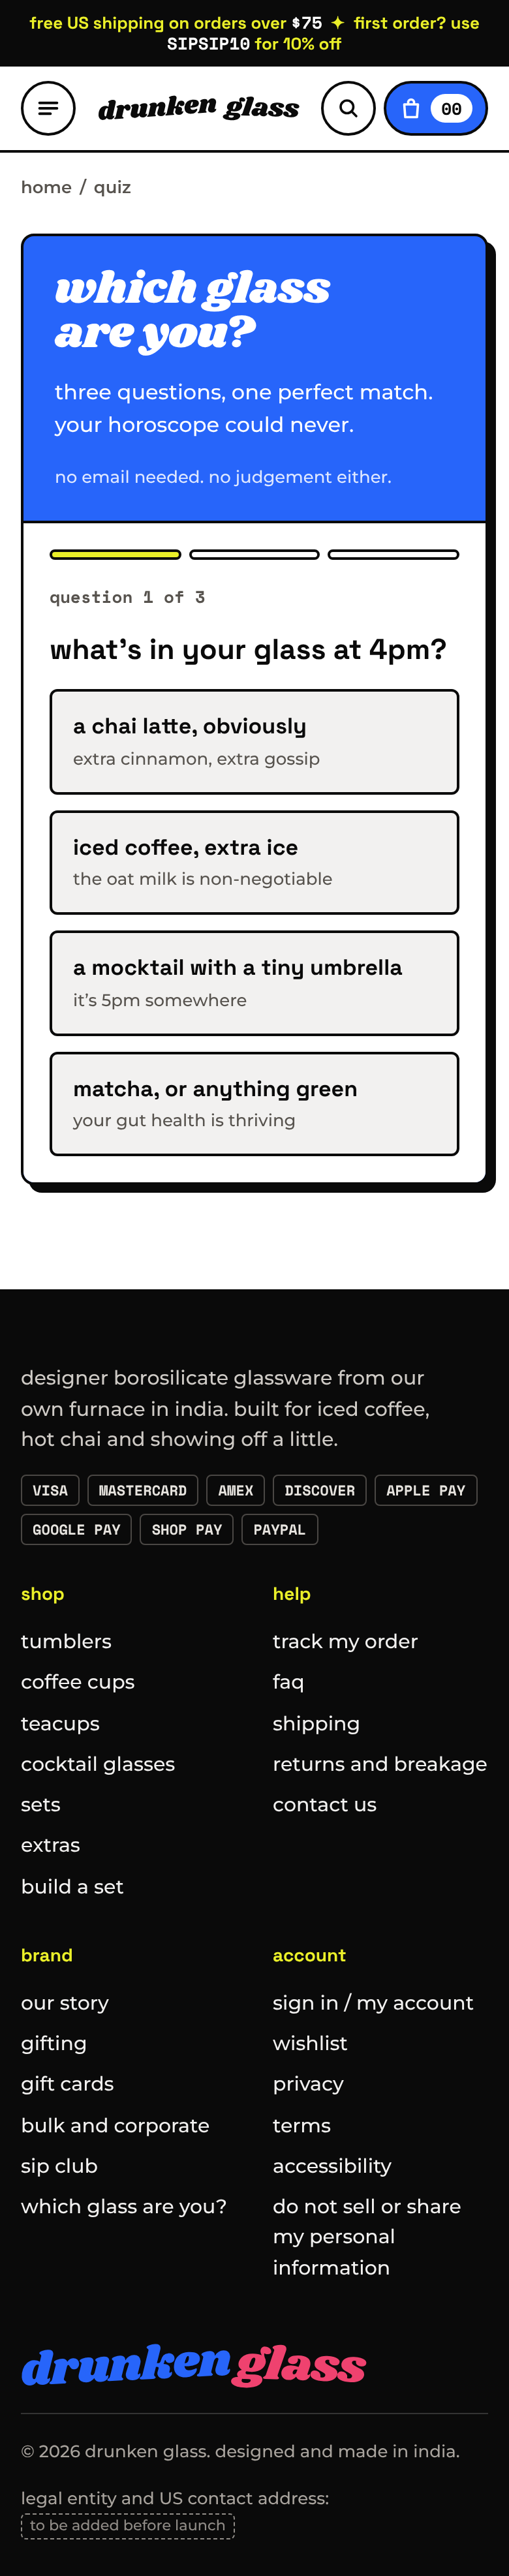 free US shipping on orders over $75 ✦ first order? use
SIPSIP10 for 10% off
drunken glass
00
home / quiz
which glass
are you?
three questions, one perfect match.
your horoscope could never.
no email needed. no judgement either.
question 1 of 3
what's in your glass at 4pm?
a chai latte, obviously
extra cinnamon, extra gossip
iced coffee, extra ice
the oat milk is non-negotiable
a mocktail with a tiny umbrella
it's 5pm somewhere
matcha, or anything green
your gut health is thriving
designer borosilicate glassware from our
own furnace in india. built for iced coffee,
hot chai and showing off a little.
VISA MASTERCARD AMEX DISCOVER APPLE PAY
GOOGLE PAY SHOP PAY PAYPAL
shop
tumblers
coffee cups
teacups
cocktail glasses
sets
extras
build a set
help
track my order
faq
shipping
returns and breakage
contact us
brand
our story
gifting
gift cards
bulk and corporate
sip club
which glass are you?
account
sign in / my account
wishlist
privacy
terms
accessibility
do not sell or share
my personal
information
drunken glass
© 2026 drunken glass. designed and made in india.
legal entity and US contact address:
to be added before launch